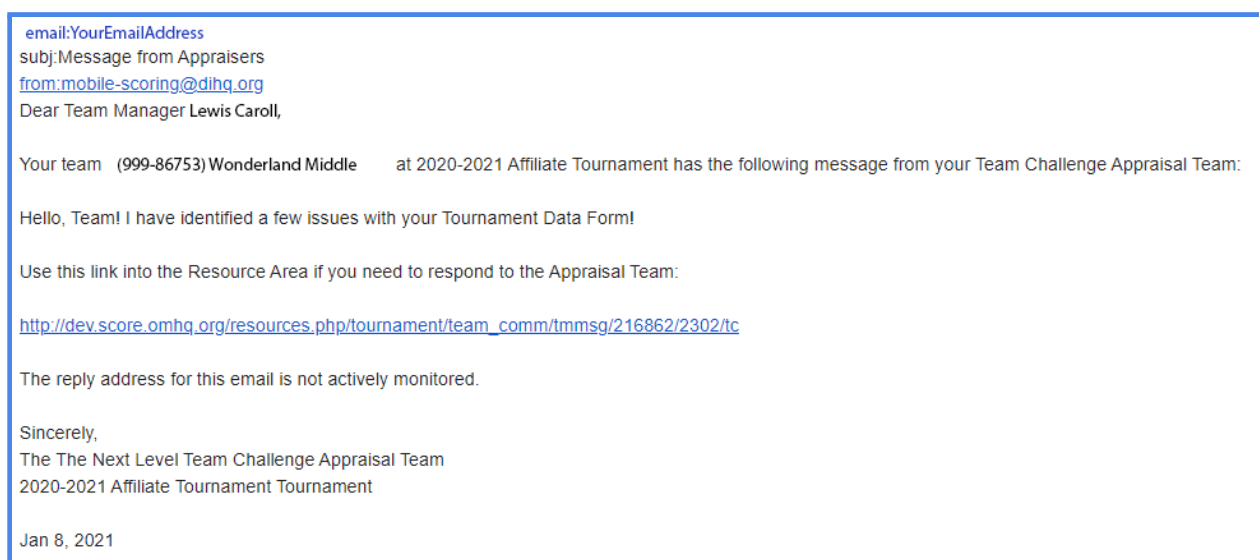 email:YourEmailAddress
subj:Message from Appraisers
from:mobile-scoring@dihq.org
Dear Team Manager Lewis Caroll,
Your team (999-86753) Wonderland Middle at 2020-2021 Affiliate Tournament has the following message from your Team Challenge Appraisal Team:
Hello, Team! I have identified a few issues with your Tournament Data Form!
Use this link into the Resource Area if you need to respond to the Appraisal Team:
http://dev.score.omhq.org/resources.php/tournament/team_comm/tmmsg/216862/2302/tc
The reply address for this email is not actively monitored.
Sincerely,
The The Next Level Team Challenge Appraisal Team
2020-2021 Affiliate Tournament Tournament
Jan 8, 2021